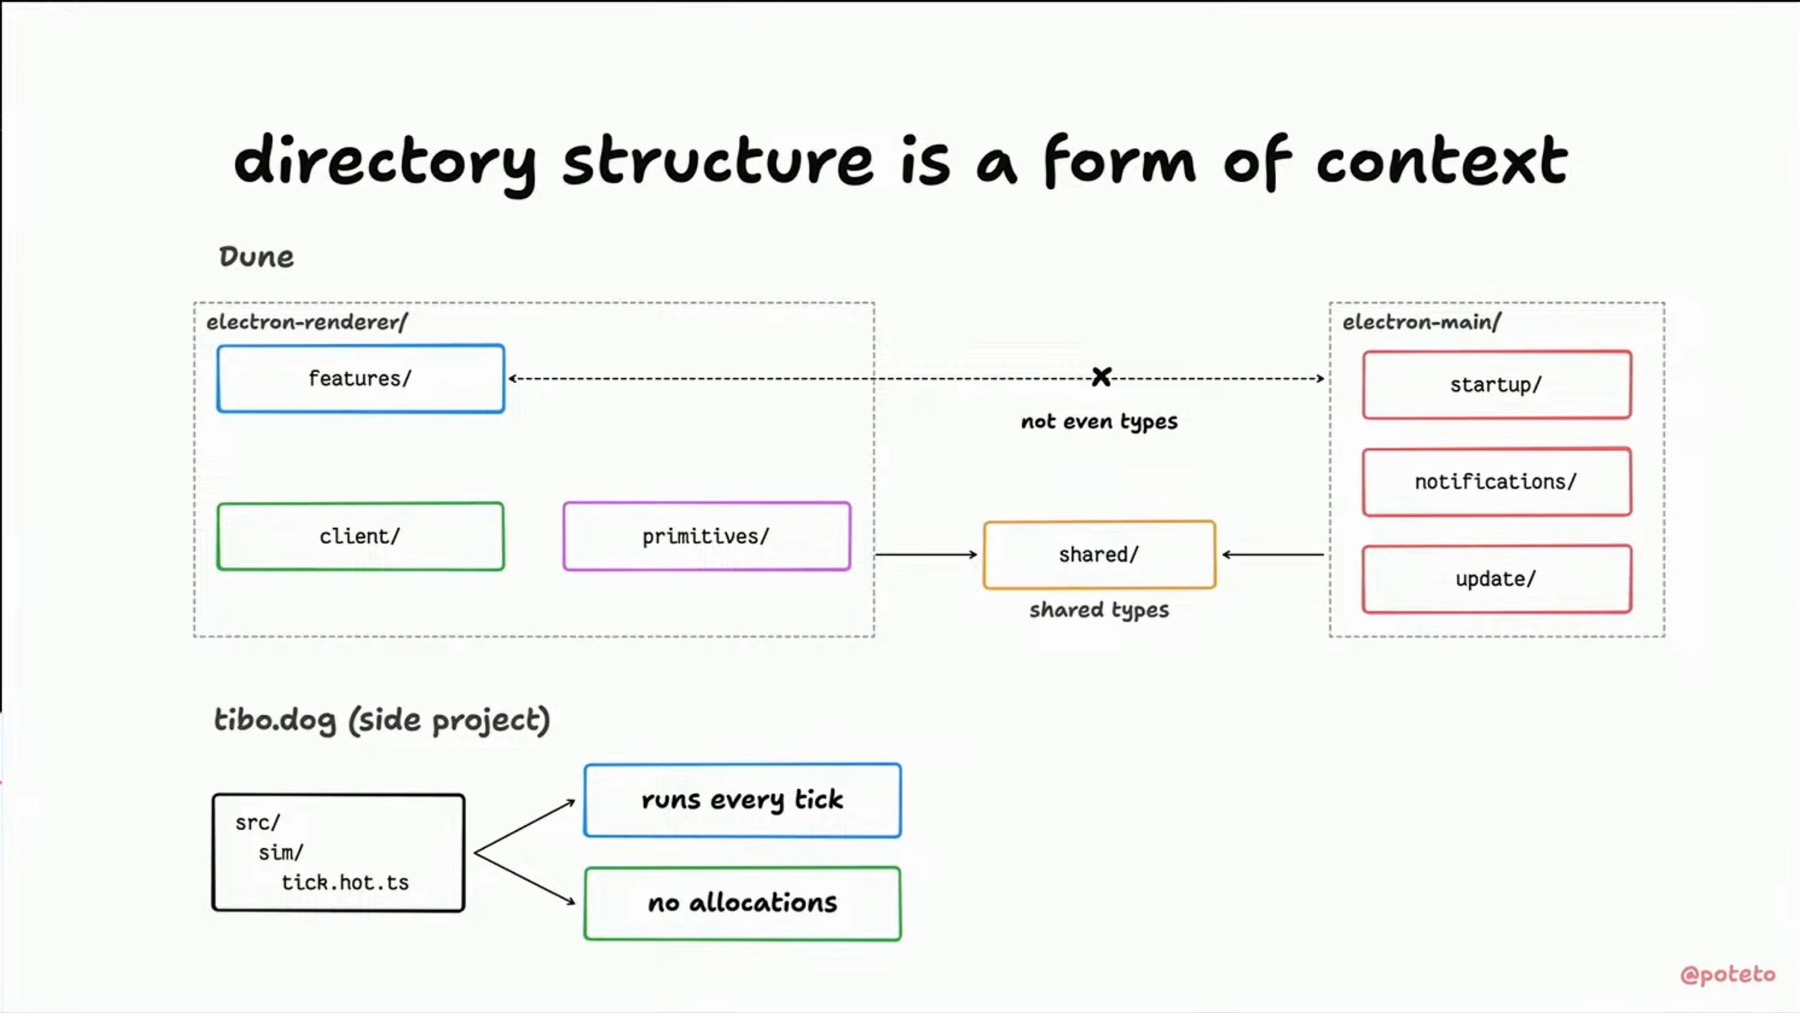 directory structure is a form of context
Dune
electron-renderer/
features/
client/
primitives/
not even types
shared/
shared types
electron-main/
startup/
notifications/
update/
tibo.dog (side project)
src/
sim/
tick.hot.ts
runs every tick
no allocations
@poteto